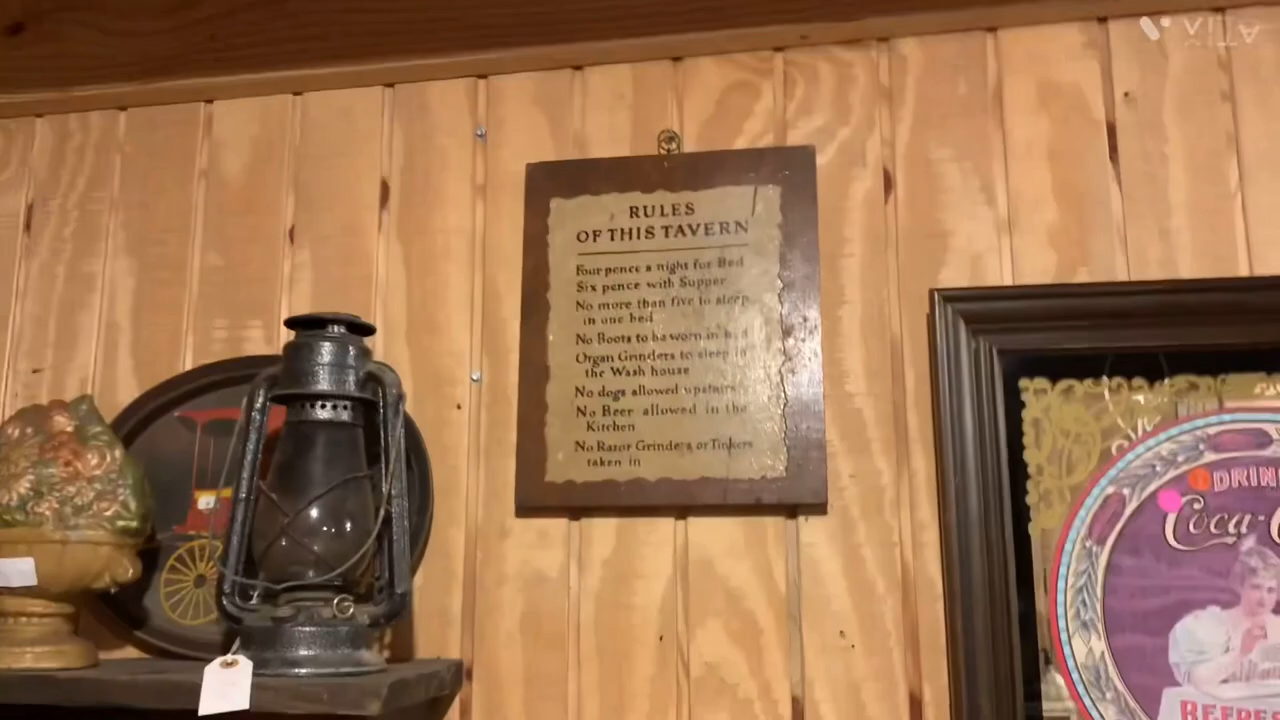 RULES
OF THIS TAVERN
Four pence a night for Bed
Six pence with Supper
No more than five to sleep
in one bed
No Boots to be worn in bed
Organ Grinders to sleep in
the Wash house
No dogs allowed upstairs
No Beer allowed in the
Kitchen
No Razor Grinders or Tinkers
taken in
DRIN
Coca-C
REFRES